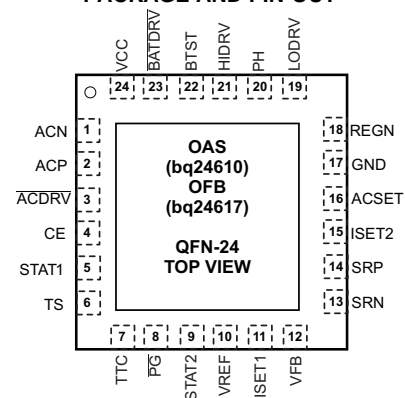 PACKAGE AND PIN OUT
VCC
BATDRV
BTST
HIDRV
PH
LODRV
24
23
22
21
20
19
ACN 1
ACP 2
ACDRV 3
CE 4
STAT1 5
TS 6
OAS
(bq24610)
OFB
(bq24617)
QFN-24
TOP VIEW
18 REGN
17 GND
16 ACSET
15 ISET2
14 SRP
13 SRN
7
8
9
10
11
12
TTC
PG
STAT2
VREF
ISET1
VFB